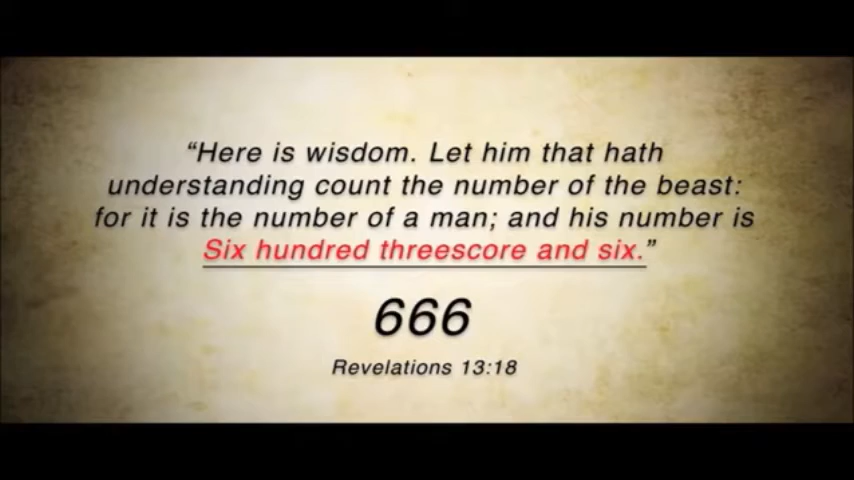 “Here is wisdom. Let him that hath
understanding count the number of the beast:
for it is the number of a man; and his number is
Six hundred threescore and six.”
666
Revelations 13:18